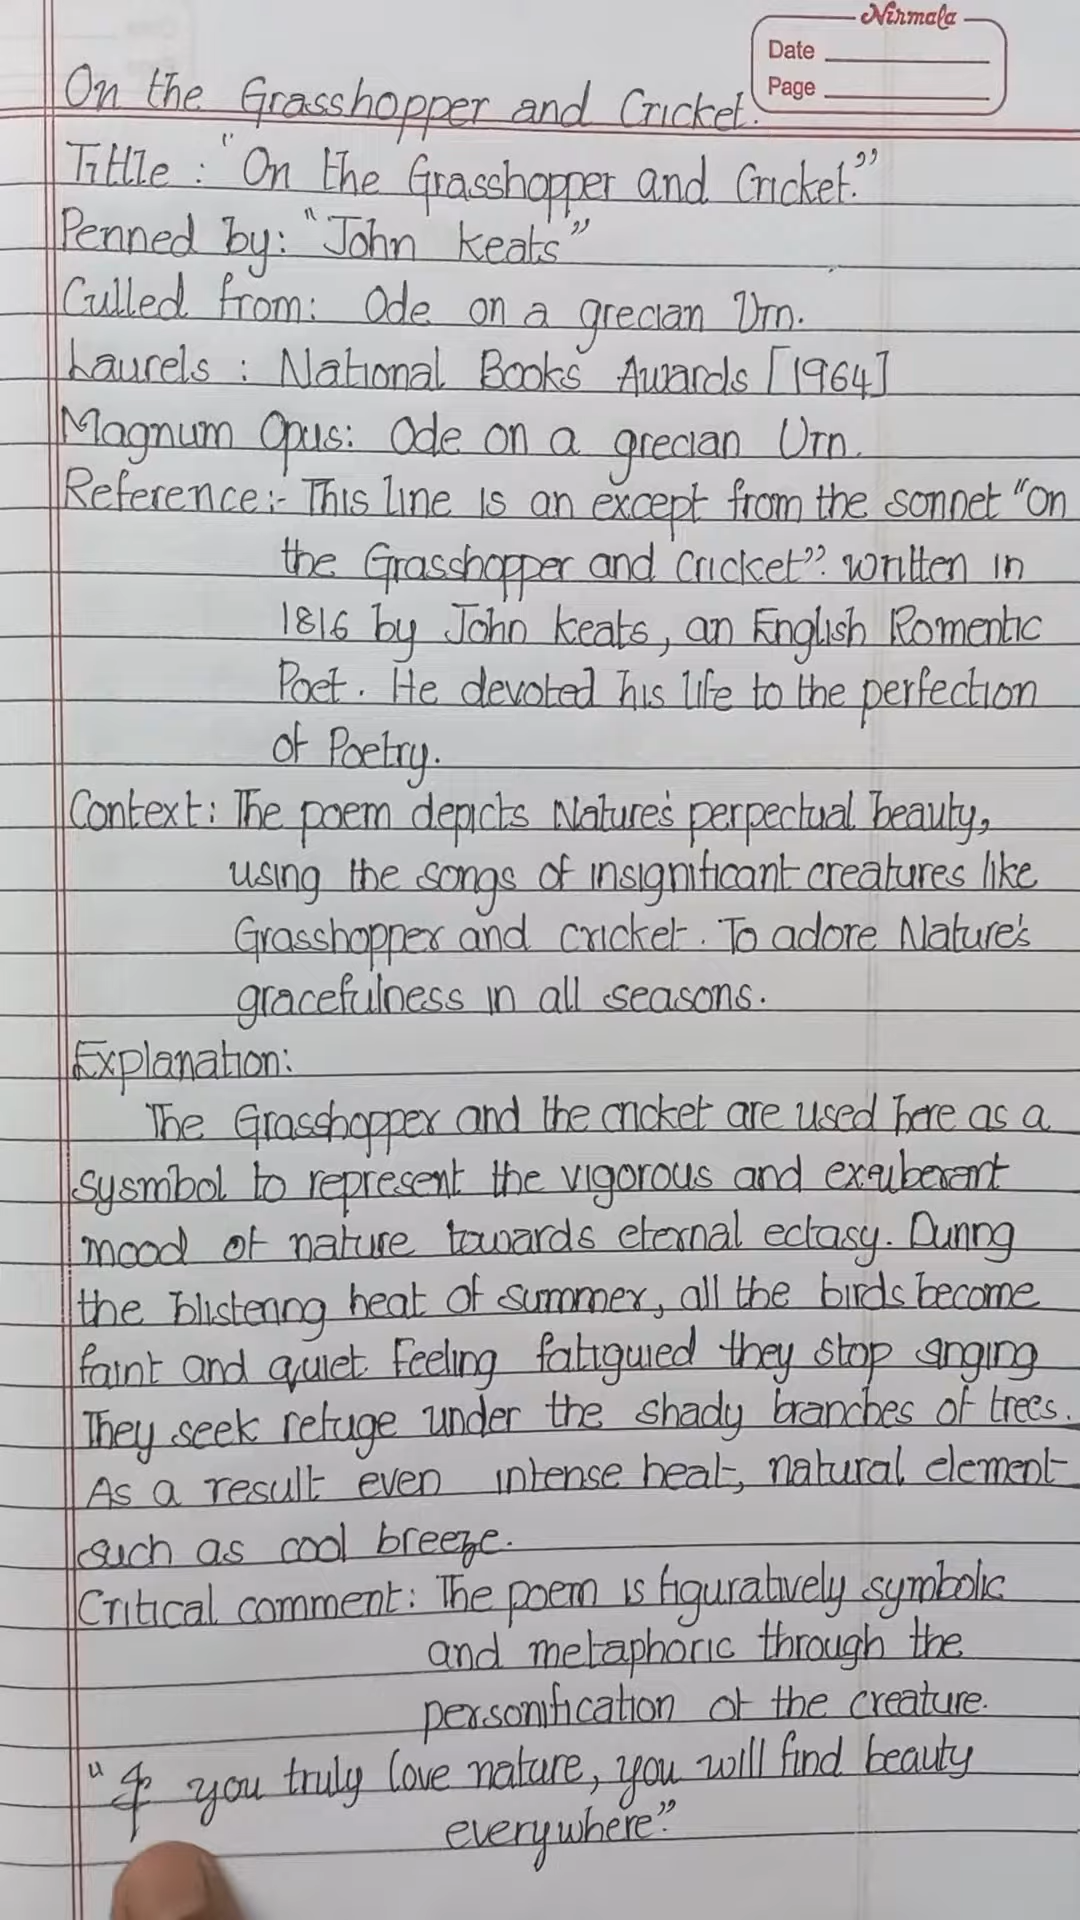 Nirmala
Date
Page
On the Grasshopper and Cricket.
Tittle : "On the Grasshopper and Cricket."
Penned by: "John Keats"
Culled from: Ode on a grecian Urn.
Laurels : National Books Awards [1964]
Magnum Opus: Ode on a grecian Urn.
Reference:- This line is an except from the sonnet "On
the Grasschopper and Cricket". written in
1816 by John Keats, an English Romentic
Poet. He devoted his life to the perfection
of Poetry.
Context: The poem depicts Nature's perpectual beauty,
using the songs of insignificant creatures like
Grasshopper and cricket. To adore Nature's
gracefulness in all seasons.
Explanation:
The Grasshopper and the cricket are used here as a
sysmbol to represent the vigorous and exauberant
mood of nature towards eternal ectasy. During
the blistering heat of summer, all the birds become
faint and quiet. Feeling fatiguied they stop singing
They seek refuge under the shady branches of trees.
As a result even intense heat, natural element
such as cool breeze.
Critical comment: The poem is figuratively symbolic
and metaphoric through the
personification of the creature.
"If you truly love nature, you will find beauty
everywhere."